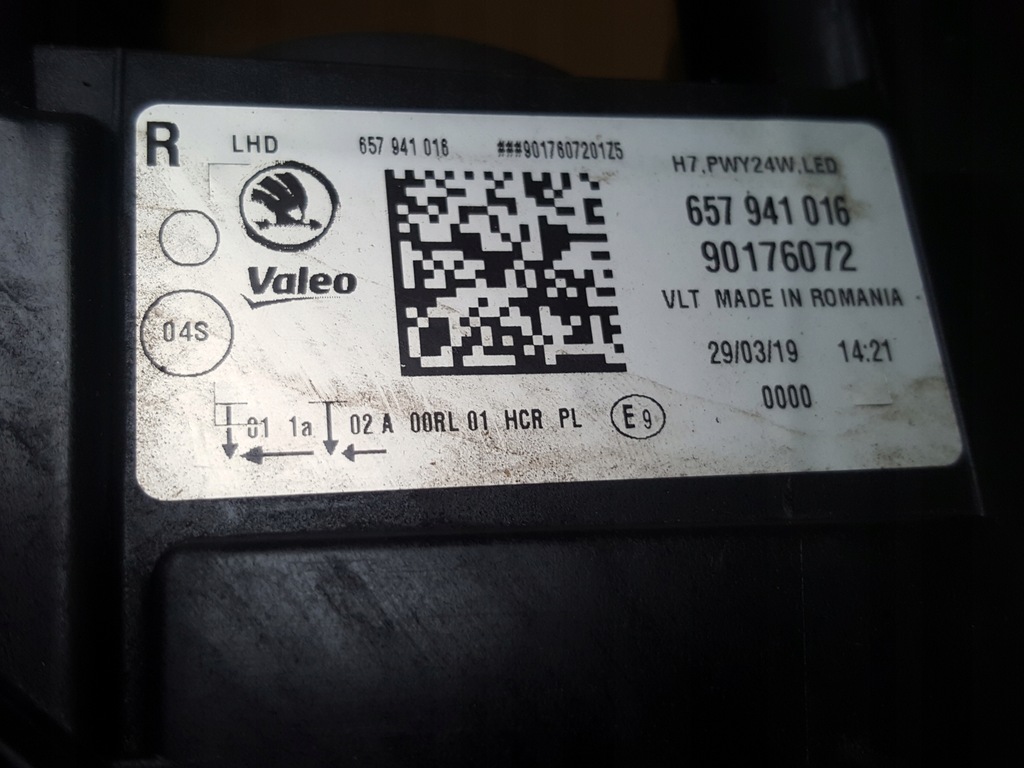 R LHD 657 941 016 ###9017607201Z5
H7,PWY24W,LED
657 941 016
Valeo
90176072
VLT MADE IN ROMANIA
04S
29/03/19 14:21
0000
01 1a 02 A 00RL 01 HCR PL E9